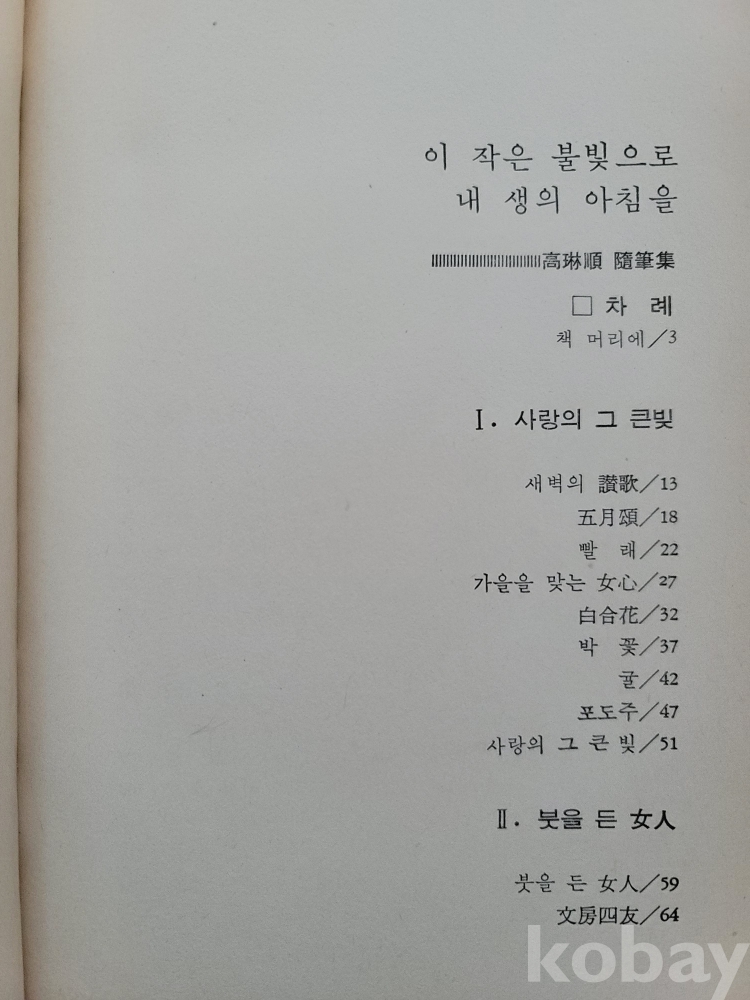 이 작은 불빛으로
내 생의 아침을
高琳順 隨筆集
□ 차 례
책 머리에/3
Ⅰ. 사랑의 그 큰빛
새벽의 讚歌/13
五月頌/18
빨 래/22
가을을 맞는 女心/27
白合花/32
박 꽃/37
귤/42
포도주/47
사랑의 그 큰 빛/51
Ⅱ. 붓을 든 女人
붓을 든 女人/59
文房四友/64
kobay